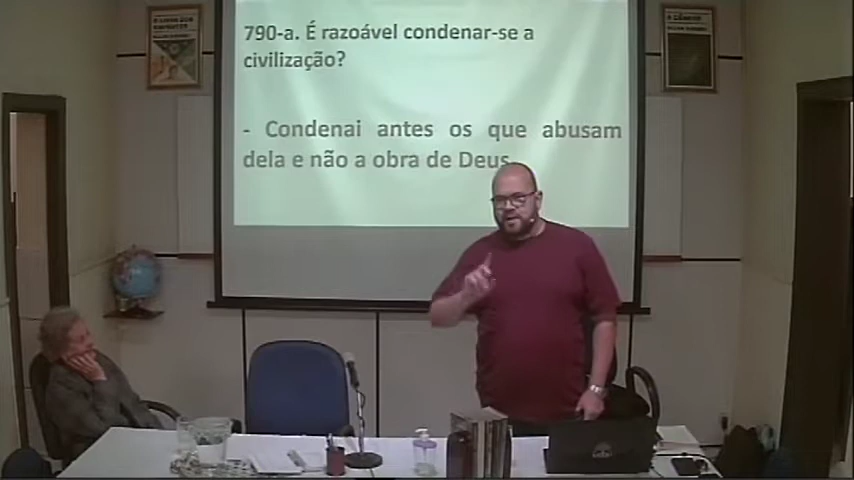 790-a. É razoável condenar-se a
civilização?
- Condenai antes os que abusam
dela e não a obra de Deus.